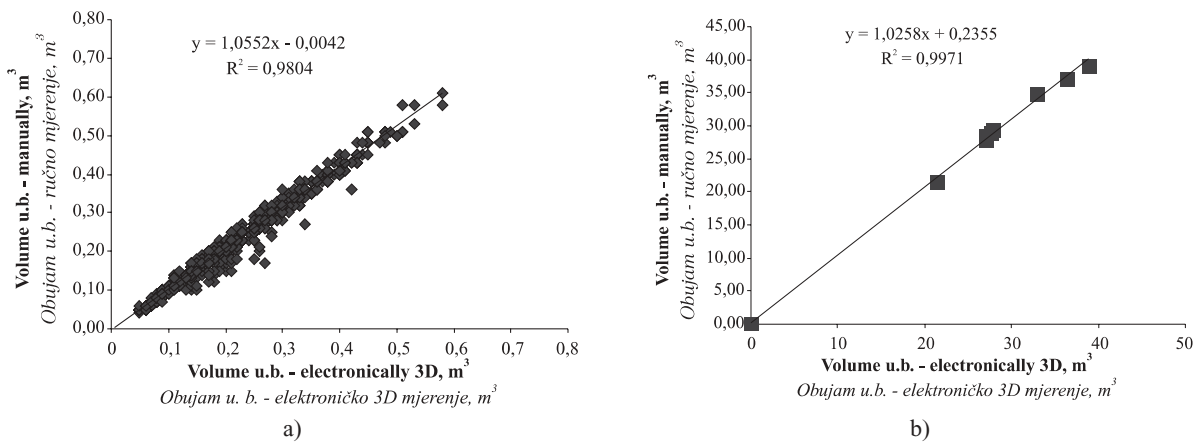 Volume u.b. - manually, m³
Obujam u.b. - ručno mjerenje, m³
0,80
0,70
0,60
0,50
0,40
0,30
0,20
0,10
0,00
y = 1,0552x - 0,0042
R² = 0,9804
0 0,1 0,2 0,3 0,4 0,5 0,6 0,7 0,8
Volume u.b. - electronically 3D, m³
Obujam u. b. - elektroničko 3D mjerenje, m³
a)
Volume u.b. - manually, m³
Obujam u.b. - ručno mjerenje, m³
45,00
40,00
35,00
30,00
25,00
20,00
15,00
10,00
5,00
0,00
y = 1,0258x + 0,2355
R² = 0,9971
0 10 20 30 40 50
Volume u.b. - electronically 3D, m³
Obujam u.b. - elektroničko 3D mjerenje, m³
b)